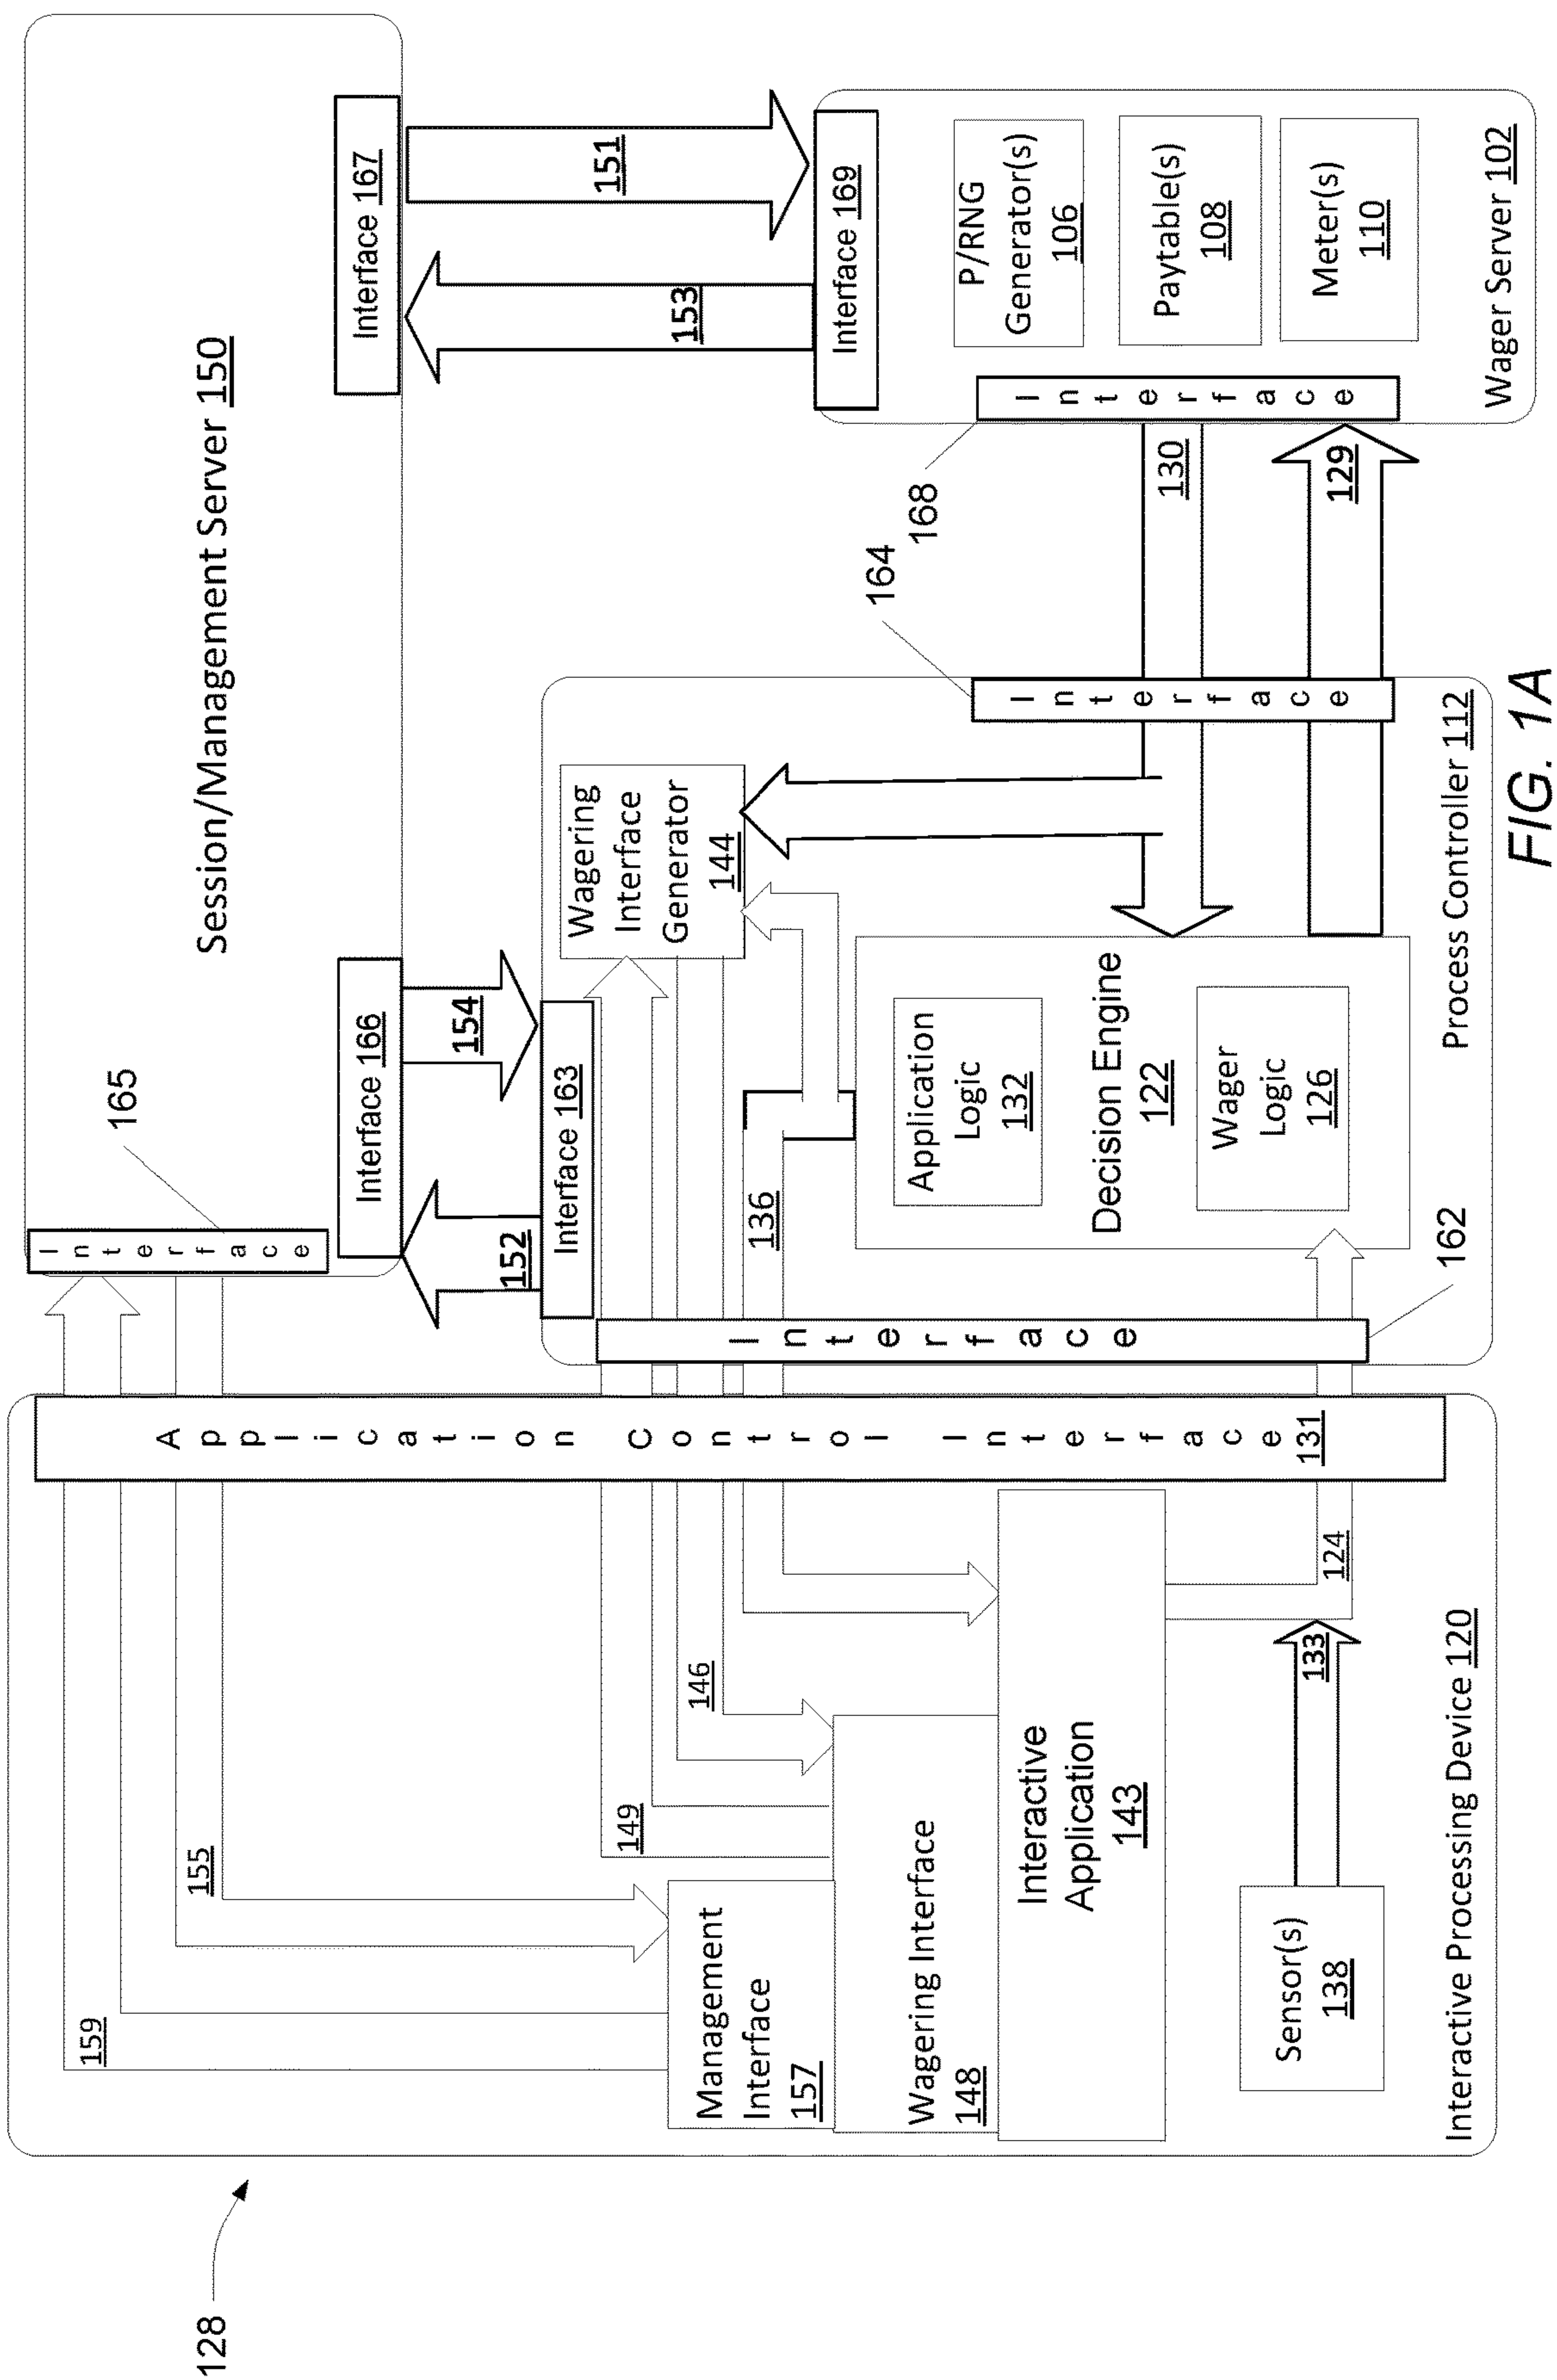 128
159
155
149
146
Management
Interface
157
Wagering Interface
148
Interactive
Application
143
Sensor(s)
138
133
124
Interactive Processing Device 120
Application Control Interface 131
Interface
165
Session/Management Server 150
Interface 166
Interface 167
152
154
153
151
Interface 163
Interface
162
136
Wagering
Interface
Generator
144
Application
Logic
132
Decision Engine
122
Wager
Logic
126
Process Controller 112
Interface
164
168
130
129
Interface
Interface 169
P/RNG
Generator(s)
106
Paytable(s)
108
Meter(s)
110
Wager Server 102
FIG. 1A